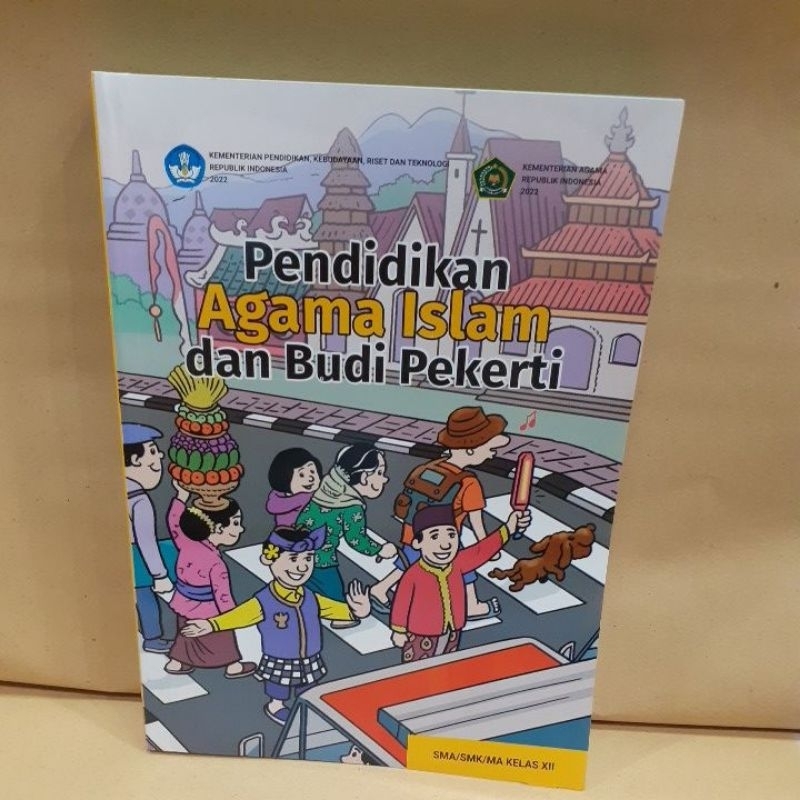 KEMENTERIAN PENDIDIKAN, KEBUDAYAAN, RISET DAN TEKNOLOGI
REPUBLIK INDONESIA
2022
KEMENTERIAN AGAMA
REPUBLIK INDONESIA
2022
Pendidikan
Agama Islam
dan Budi Pekerti
SMA/SMK/MA KELAS XII